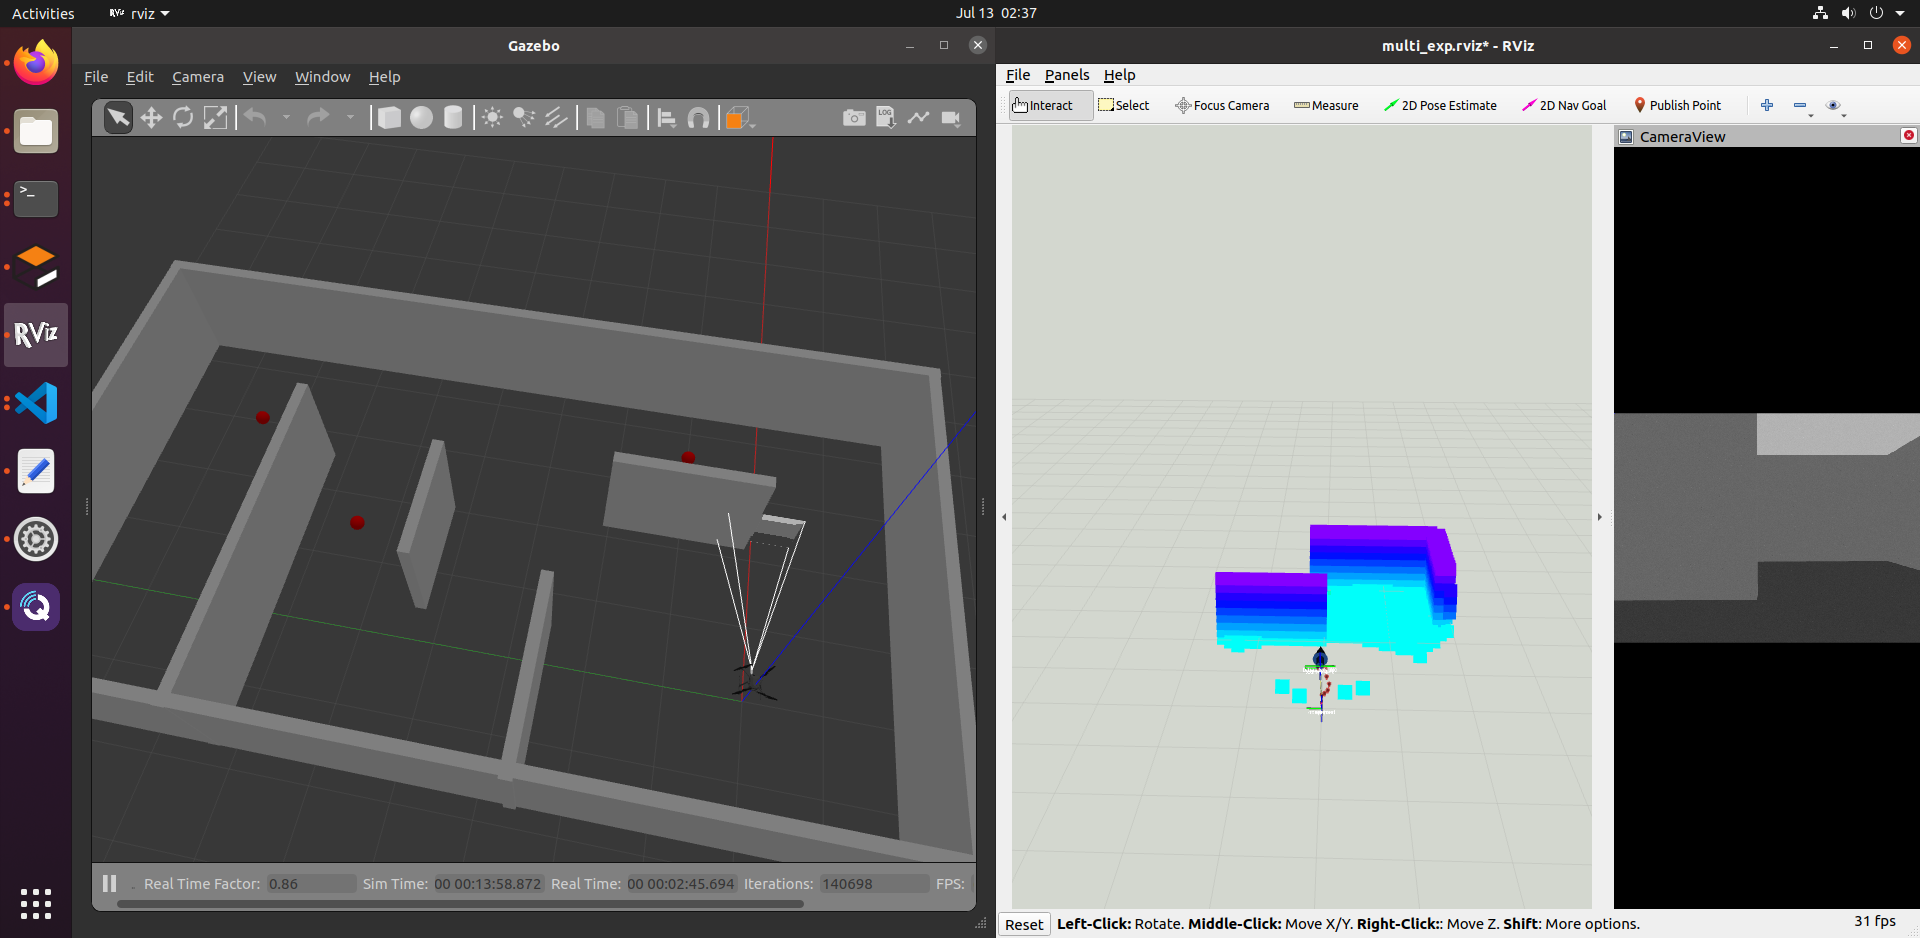 Activities
RViz rviz
Jul 13 02:37
Gazebo
File Edit Camera View Window Help
LOG
>_
RViz
Real Time Factor: 0.86 Sim Time: 00 00:13:58.872 Real Time: 00 00:02:45.694 Iterations: 140698 FPS:
multi_exp.rviz* - RViz
File Panels Help
Interact Select Focus Camera Measure 2D Pose Estimate 2D Nav Goal Publish Point
CameraView
Reset Left-Click: Rotate. Middle-Click: Move X/Y. Right-Click:: Move Z. Shift: More options. 31 fps